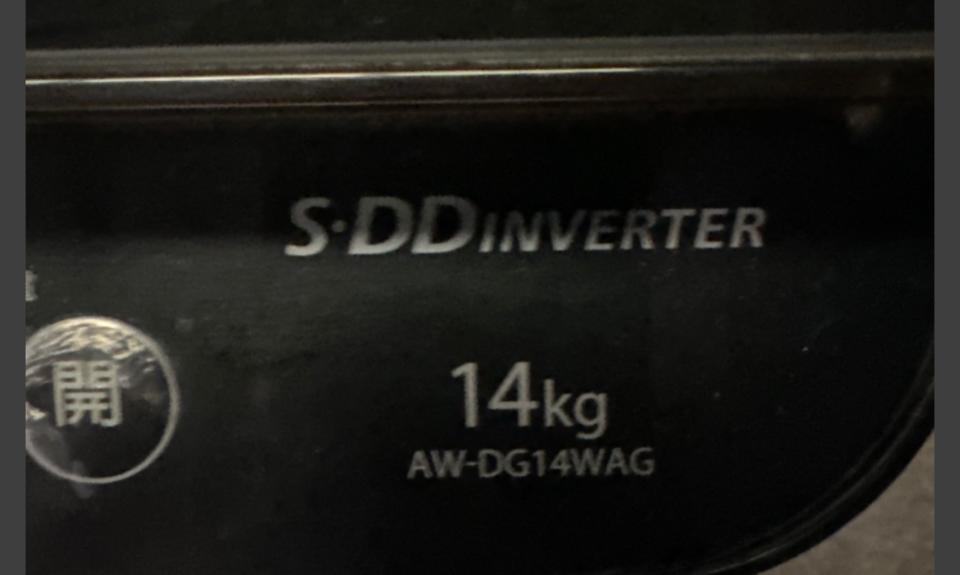 S·DDINVERTER
開
14kg
AW-DG14WAG